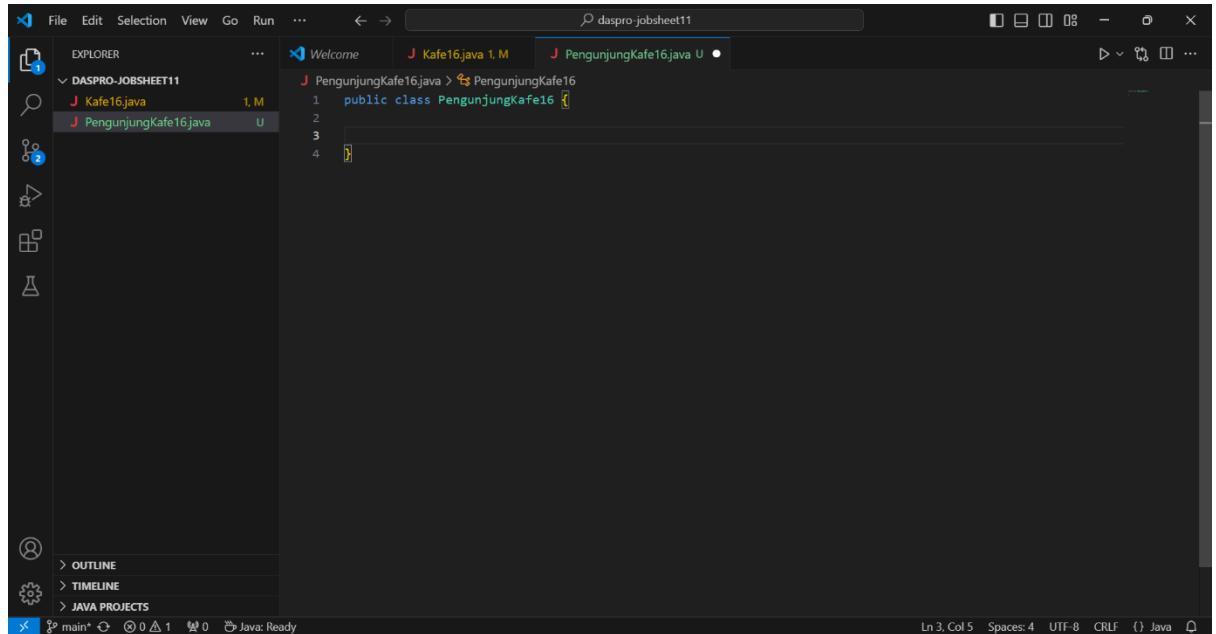 File Edit Selection View Go Run ... daspro-jobsheet11
EXPLORER ...
DASPRO-JOBSHEET11
Kafe16.java 1, M
PengunjungKafe16.java U
Welcome
J Kafe16.java 1, M
J PengunjungKafe16.java U
J PengunjungKafe16.java > PengunjungKafe16
1 public class PengunjungKafe16 {
2
3
4 }
> OUTLINE
> TIMELINE
> JAVA PROJECTS
main* 0 1 0 Java: Ready
Ln 3, Col 5 Spaces: 4 UTF-8 CRLF {} Java